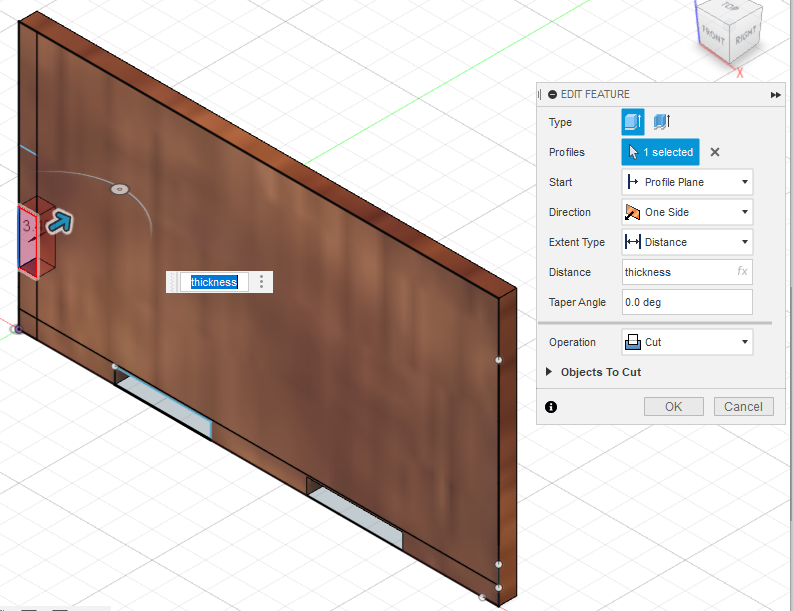 TOP
FRONT
RIGHT
X
EDIT FEATURE
Type
Profiles 1 selected
Start Profile Plane
Direction One Side
Extent Type Distance
Distance thickness fx
Taper Angle 0.0 deg
Operation Cut
Objects To Cut
OK Cancel
thickness